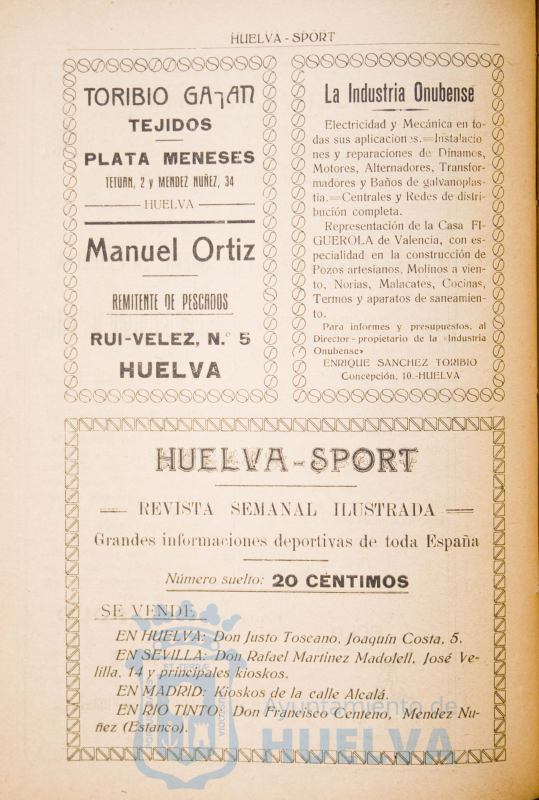 HUELVA-SPORT
TORIBIO GAZAN
TEJIDOS
PLATA MENESES
TETUAN, 2 y MENDEZ NUÑEZ, 34
HUELVA
Manuel Ortiz
REMITENTE DE PESCADOS
RUI-VELEZ, N.º 5
HUELVA
La Industria Onubense
Electricidad y Mecánica en to-
das sus aplicaciones.=Instalacio
nes y reparaciones de Dinamos,
Motores, Alternadores, Transfor-
madores y Baños de galvanoplas-
tia.=Centrales y Redes de distri-
bución completa.
Representación de la Casa FI-
GUEROLA de Valencia, con es-
pecialidad en la construcción de
Pozos artesianos, Molinos a vien-
to, Norias, Malacates, Cocinas,
Termos y aparatos de saneamien-
to.
Para informes y presupuestos, al
Director-propietario de la «Industria
Onubense»
ENRIQUE SANCHEZ TORIBIO
Concepción, 10.-HUELVA
HUELVA-SPORT
REVISTA SEMANAL ILUSTRADA
Grandes informaciones deportivas de toda España
Número suelto: 20 CÉNTIMOS
SE VENDE
EN HUELVA: Don Justo Toscano, Joaquín Costa, 5.
EN SEVILLA: Don Rafael Martínez Madolell, José Ve-
lilla, 14 y principales kioskos.
EN MADRID: Kioskos de la calle Alcalá.
EN RIO TINTO: Don Francisco Centeno, Mendez Nu-
ñez (Estanco).
Ayuntamiento de
HUELVA